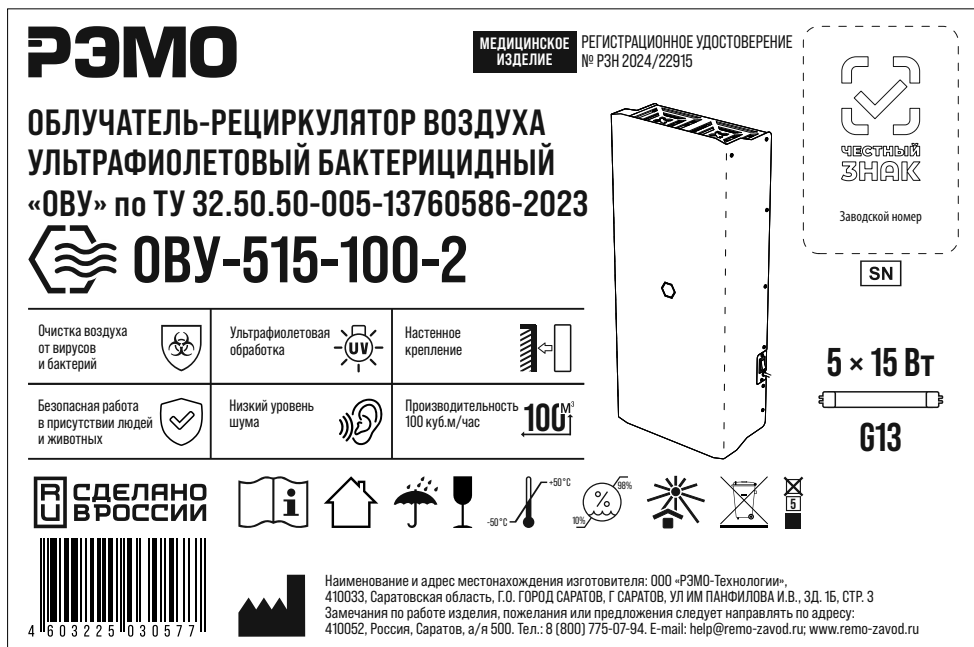 РЭМО
МЕДИЦИНСКОЕ
ИЗДЕЛИЕ
РЕГИСТРАЦИОННОЕ УДОСТОВЕРЕНИЕ
№ РЗН 2024/22915
ОБЛУЧАТЕЛЬ-РЕЦИРКУЛЯТОР ВОЗДУХА
УЛЬТРАФИОЛЕТОВЫЙ БАКТЕРИЦИДНЫЙ
«ОВУ» по ТУ 32.50.50-005-13760586-2023
ОВУ-515-100-2
ЧЕСТНЫЙ
ЗНАК
Заводской номер
SN
Очистка воздуха
от вирусов
и бактерий
Ультрафиолетовая
обработка
UV
Настенное
крепление
Безопасная работа
в присутствии людей
и животных
Низкий уровень
шума
Производительность
100 куб.м/час
100 м³
5 × 15 Вт
G13
RU
СДЕЛАНО
В РОССИИ
i
+50°C
-50°C
%
98%
10%
5
4 603225 030577
Наименование и адрес местонахождения изготовителя: ООО «РЭМО-Технологии»,
410033, Саратовская область, Г.О. ГОРОД САРАТОВ, Г САРАТОВ, УЛ ИМ ПАНФИЛОВА И.В., ЗД. 1Б, СТР. 3
Замечания по работе изделия, пожелания или предложения следует направлять по адресу:
410052, Россия, Саратов, а/я 500. Тел.: 8 (800) 775-07-94. E-mail: help@remo-zavod.ru; www.remo-zavod.ru